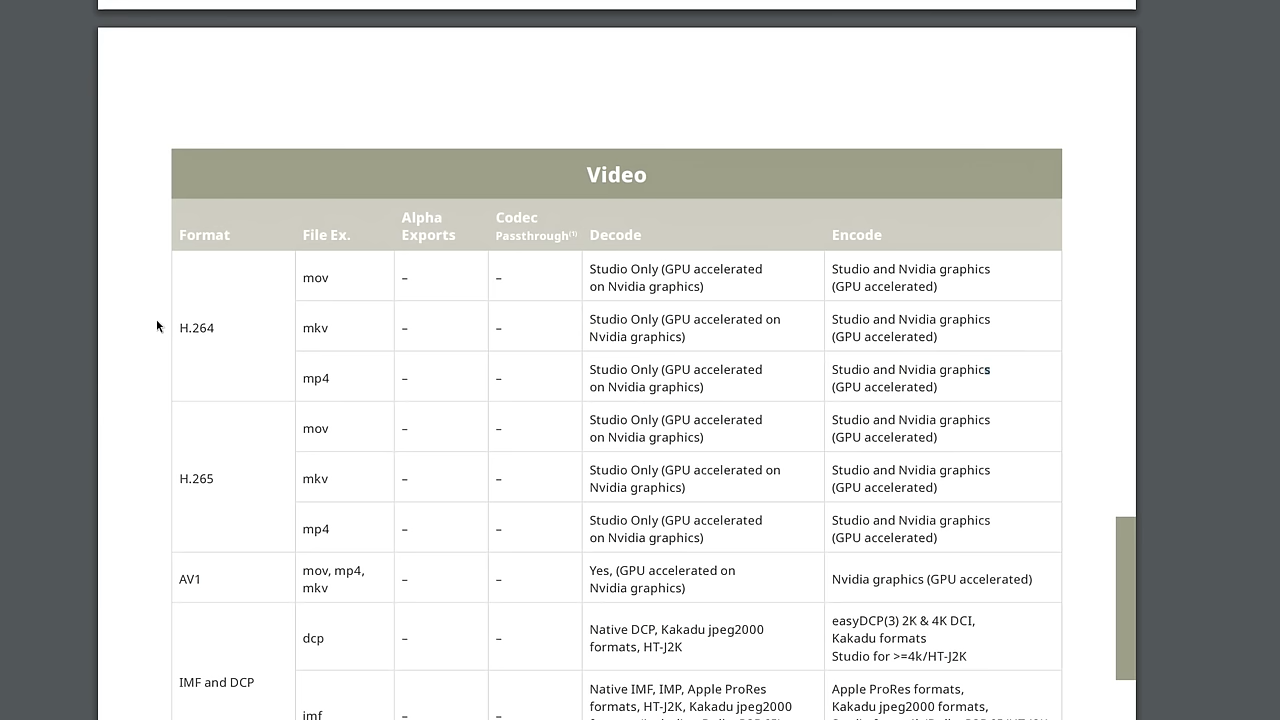 Video
Format File Ex. Alpha Exports Codec Passthrough(1) Decode Encode
H.264
mov – – Studio Only (GPU accelerated
on Nvidia graphics) Studio and Nvidia graphics
(GPU accelerated)
mkv – – Studio Only (GPU accelerated on
Nvidia graphics) Studio and Nvidia graphics
(GPU accelerated)
mp4 – – Studio Only (GPU accelerated
on Nvidia graphics) Studio and Nvidia graphics
(GPU accelerated)
H.265
mov – – Studio Only (GPU accelerated
on Nvidia graphics) Studio and Nvidia graphics
(GPU accelerated)
mkv – – Studio Only (GPU accelerated on
Nvidia graphics) Studio and Nvidia graphics
(GPU accelerated)
mp4 – – Studio Only (GPU accelerated
on Nvidia graphics) Studio and Nvidia graphics
(GPU accelerated)
AV1
mov, mp4,
mkv – – Yes, (GPU accelerated on
Nvidia graphics) Nvidia graphics (GPU accelerated)
IMF and DCP
dcp – – Native DCP, Kakadu jpeg2000
formats, HT-J2K easyDCP(3) 2K & 4K DCI,
Kakadu formats
Studio for >=4k/HT-J2K
imf – – Native IMF, IMP, Apple ProRes
formats, HT-J2K, Kakadu jpeg2000 Apple ProRes formats,
Kakadu jpeg2000 formats,